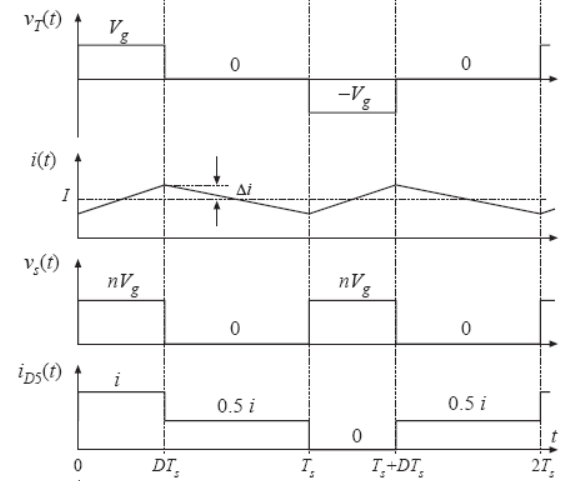 v_T(t)
V_g
0
0
−V_g
i(t)
I
Δi
v_s(t)
nV_g
nV_g
0
0
i_D5(t)
i
0.5 i
0.5 i
0
t
0
DT_s
T_s
T_s+DT_s
2T_s